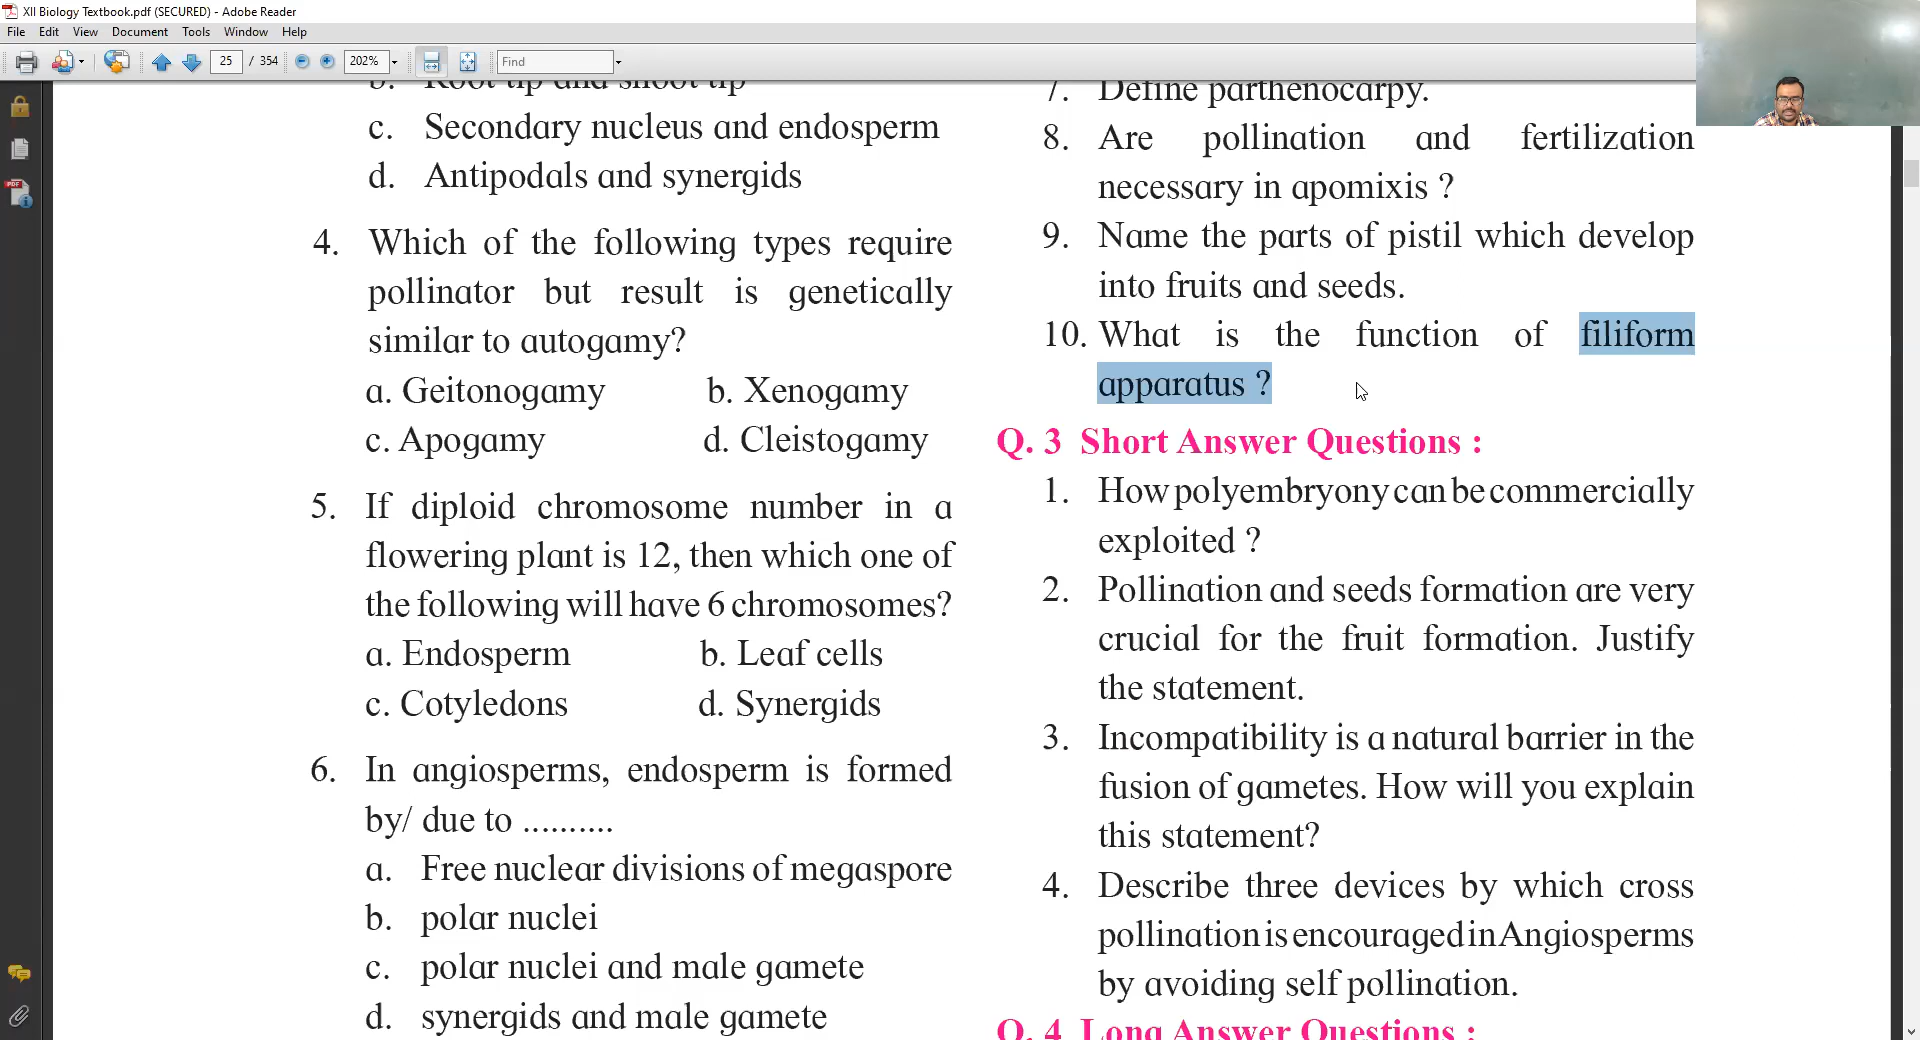 XII Biology Textbook.pdf (SECURED) - Adobe Reader
File Edit View Document Tools Window Help
25 / 354 202% Find
b. Root tip and shoot tip
c. Secondary nucleus and endosperm
d. Antipodals and synergids
4. Which of the following types require
pollinator but result is genetically
similar to autogamy?
a. Geitonogamy b. Xenogamy
c. Apogamy d. Cleistogamy
5. If diploid chromosome number in a
flowering plant is 12, then which one of
the following will have 6 chromosomes?
a. Endosperm b. Leaf cells
c. Cotyledons d. Synergids
6. In angiosperms, endosperm is formed
by/ due to ..........
a. Free nuclear divisions of megaspore
b. polar nuclei
c. polar nuclei and male gamete
d. synergids and male gamete
7. Define parthenocarpy.
8. Are pollination and fertilization
necessary in apomixis ?
9. Name the parts of pistil which develop
into fruits and seeds.
10. What is the function of filiform
apparatus ?
Q. 3 Short Answer Questions :
1. How polyembryony can be commercially
exploited ?
2. Pollination and seeds formation are very
crucial for the fruit formation. Justify
the statement.
3. Incompatibility is a natural barrier in the
fusion of gametes. How will you explain
this statement?
4. Describe three devices by which cross
pollination is encouraged in Angiosperms
by avoiding self pollination.
Q. 4 Long Answer Questions :